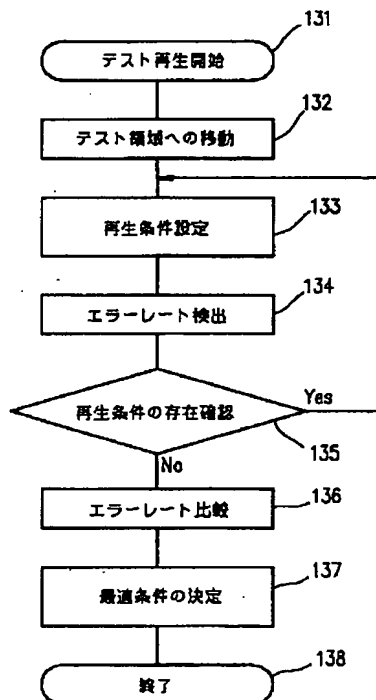 131
テスト再生開始
132
テスト領域への移動
133
再生条件設定
134
エラーレート検出
再生条件の存在確認
Yes
135
No
エラーレート比較
136
最適条件の決定
137
終了
138